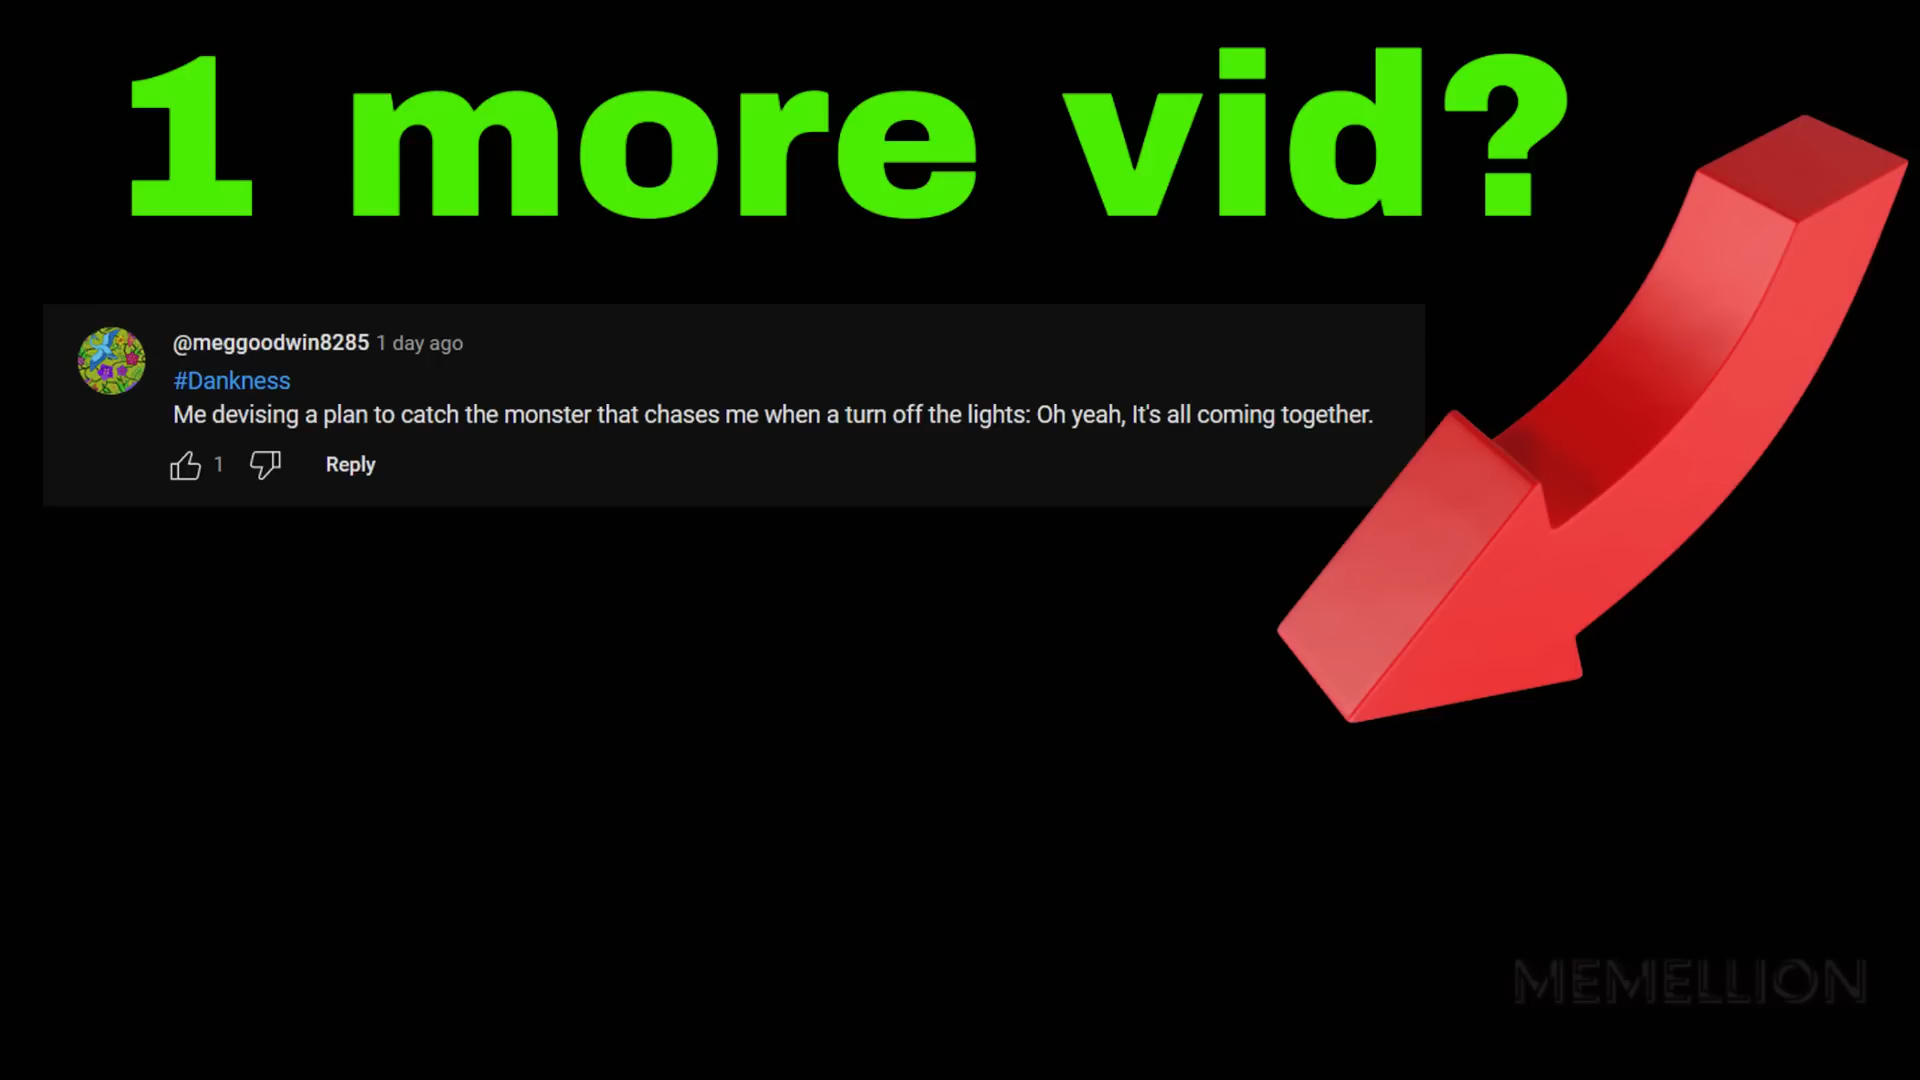 1 more vid?
@meggoodwin8285 1 day ago
#Dankness
Me devising a plan to catch the monster that chases me when a turn off the lights: Oh yeah, It's all coming together.
1 Reply
MEMELLION